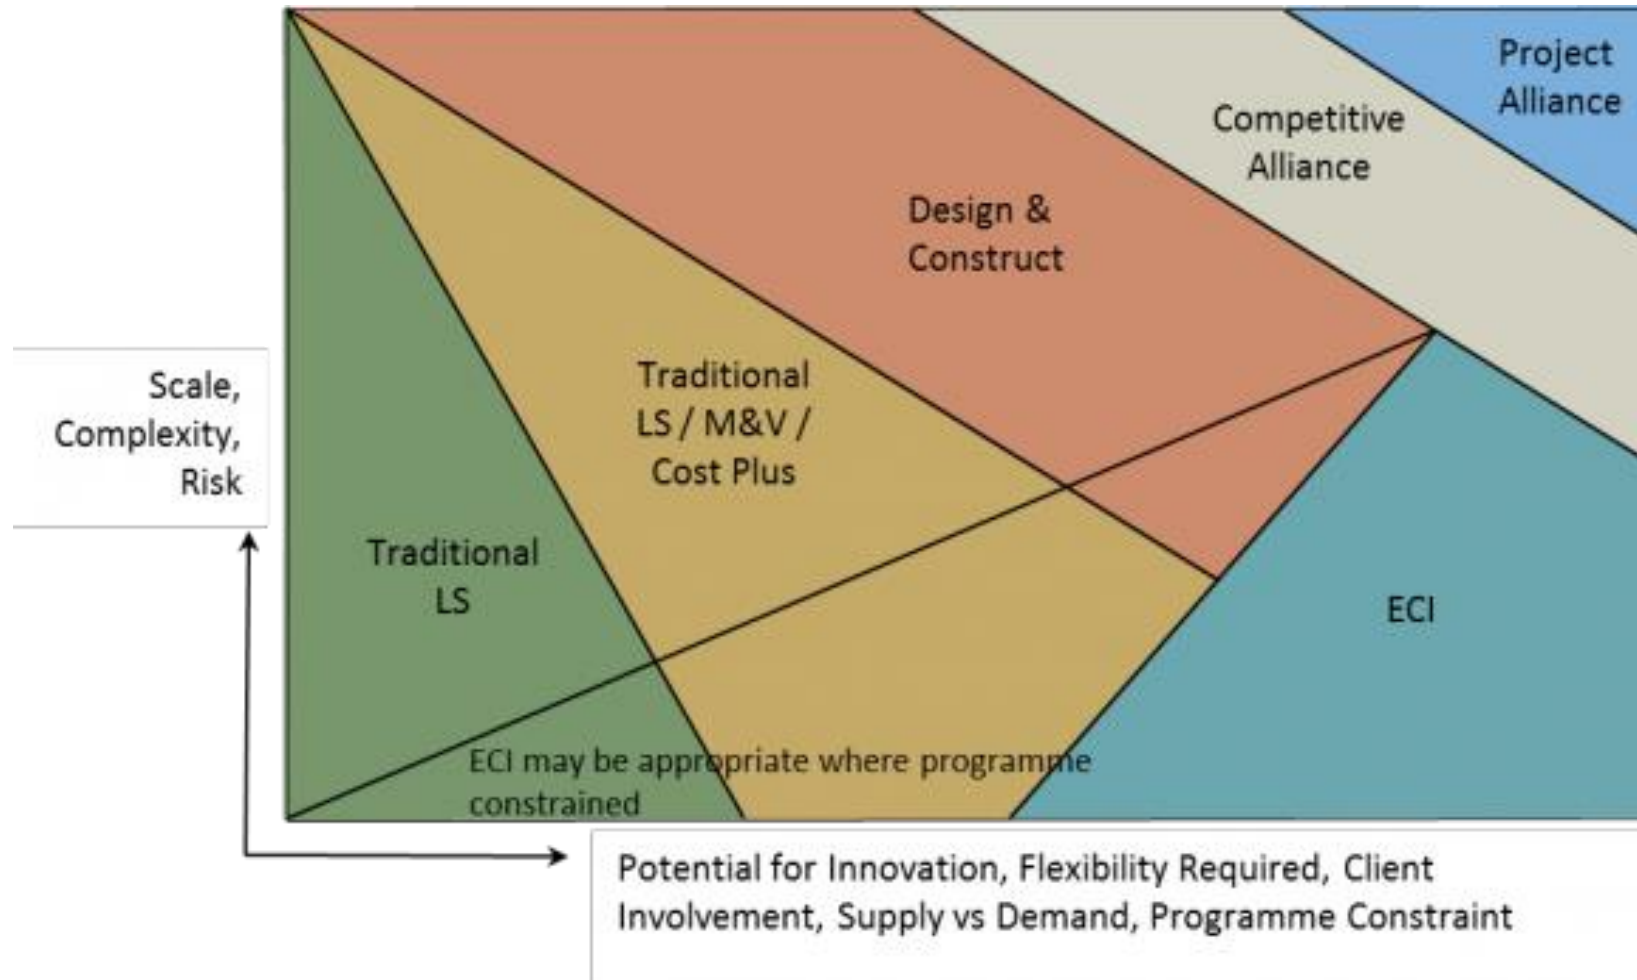 Project
Alliance
Competitive
Alliance
Design &
Construct
Traditional
LS / M&V /
Cost Plus
Scale,
Complexity,
Risk
Traditional
LS
ECI
ECI may be appropriate where programme
constrained
Potential for Innovation, Flexibility Required, Client
Involvement, Supply vs Demand, Programme Constraint